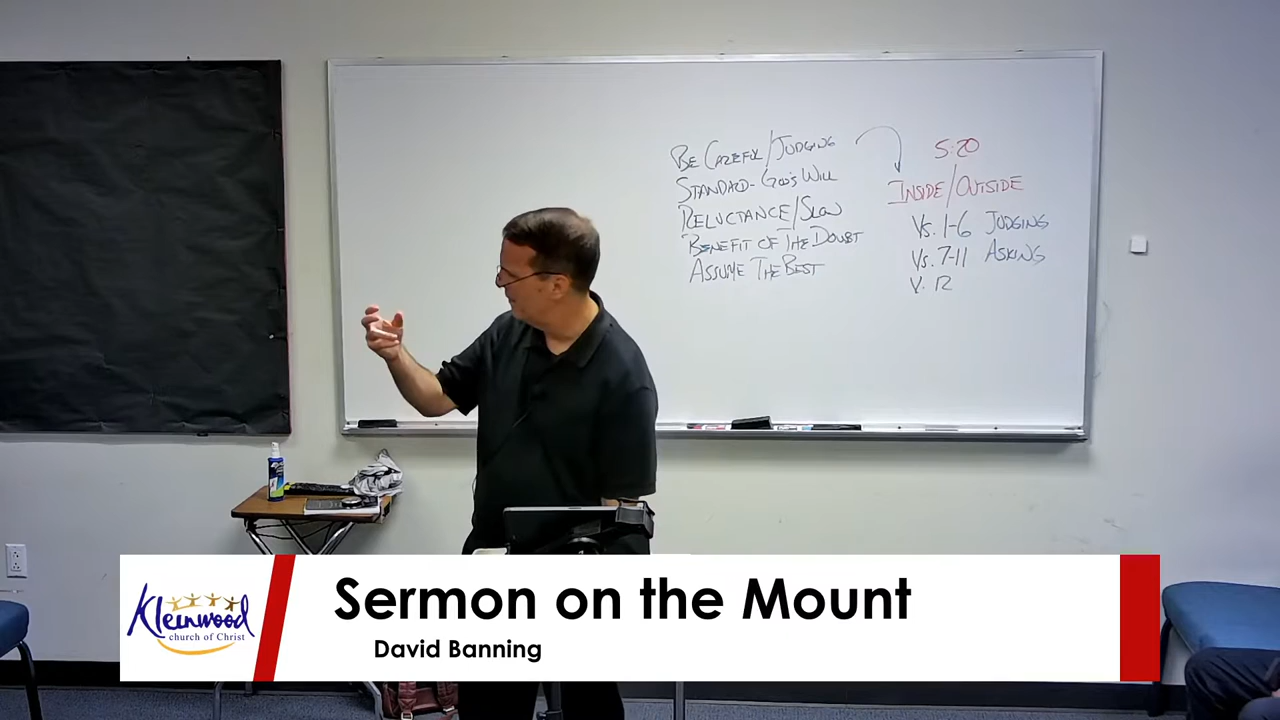 BE CAREFUL/JUDGING
STANDARD-GOD'S WILL
RELUCTANCE/SLOW
BENEFIT OF THE DOUBT
ASSUME THE BEST
5:20
INSIDE/OUTSIDE
Vs. 1-6 JUDGING
Vs. 7-11 ASKING
V. 12
Kleinwood
church of Christ
Sermon on the Mount
David Banning